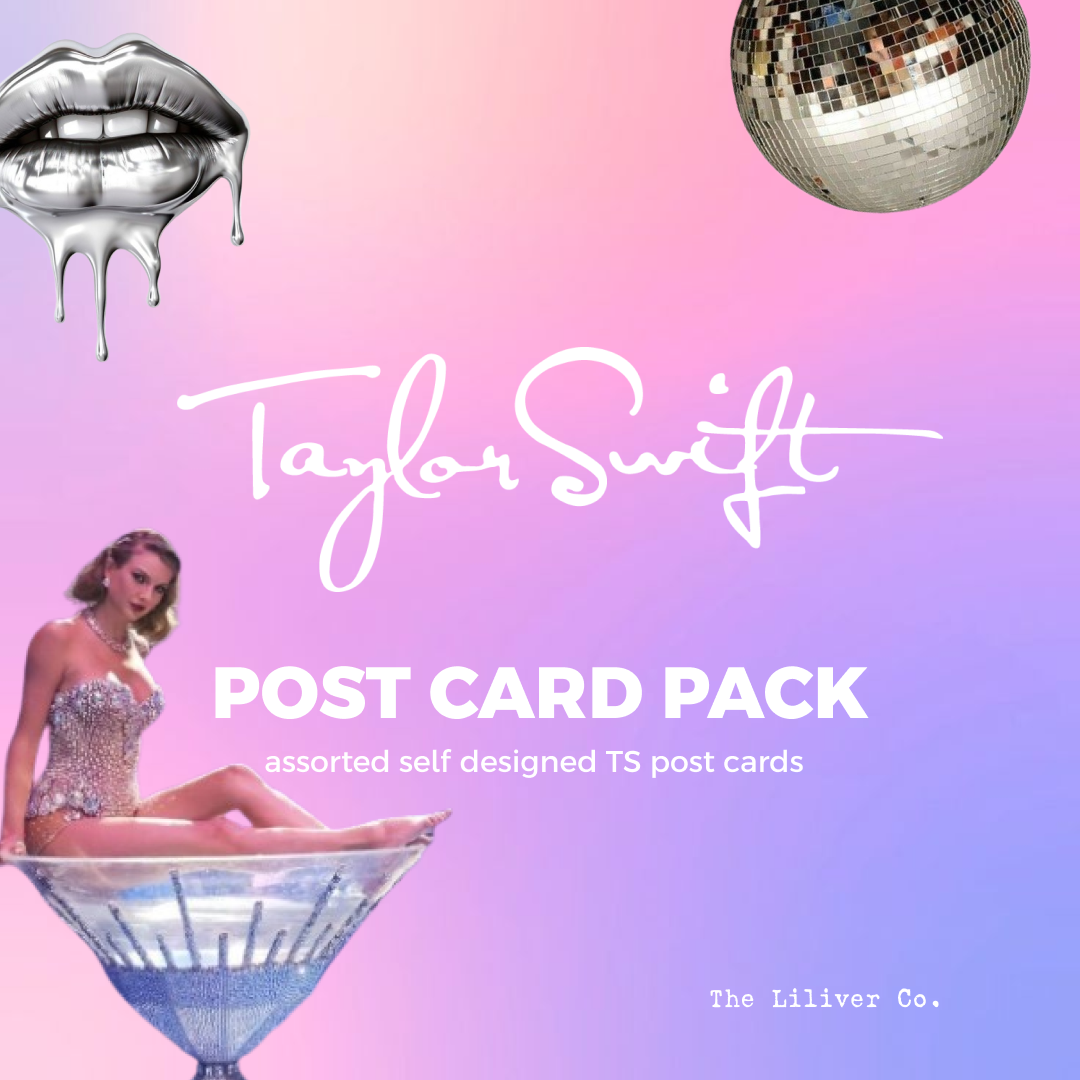 Taylor Swift
POST CARD PACK
assorted self designed TS post cards
The Liliver Co.